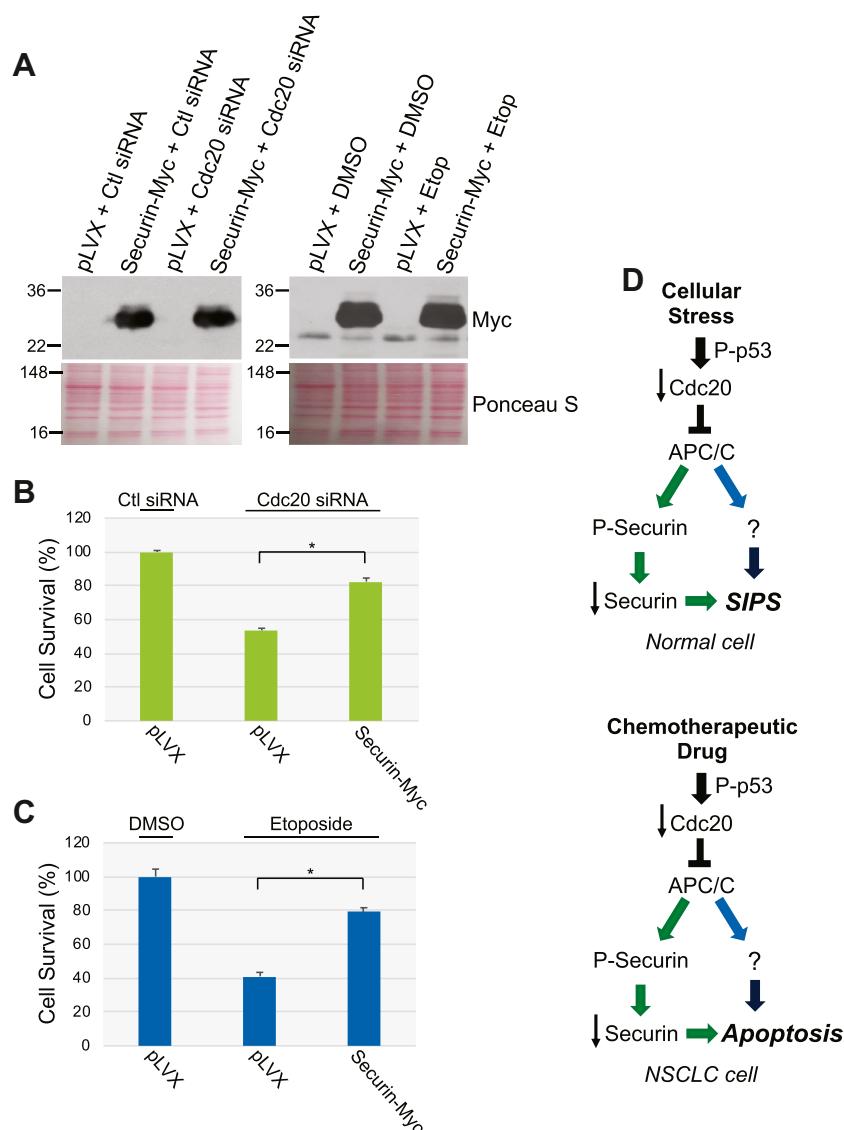 A
pLVX + Ctl siRNA
Securin-Myc + Ctl siRNA
pLVX + Cdc20 siRNA
Securin-Myc + Cdc20 siRNA
pLVX + DMSO
Securin-Myc + DMSO
pLVX + Etop
Securin-Myc + Etop
36
22
36
22
Myc
148
16
148
16
Ponceau S
B
Ctl siRNA
Cdc20 siRNA
Cell Survival (%)
120
100
80
60
40
20
0
*
pLVX
pLVX
Securin-Myc
C
DMSO
Etoposide
Cell Survival (%)
120
100
80
60
40
20
0
*
pLVX
pLVX
Securin-Myc
D
Cellular
Stress
P-p53
↓ Cdc20
APC/C
P-Securin ?
↓ Securin SIPS
Normal cell
Chemotherapeutic
Drug
P-p53
↓ Cdc20
APC/C
P-Securin ?
↓ Securin Apoptosis
NSCLC cell